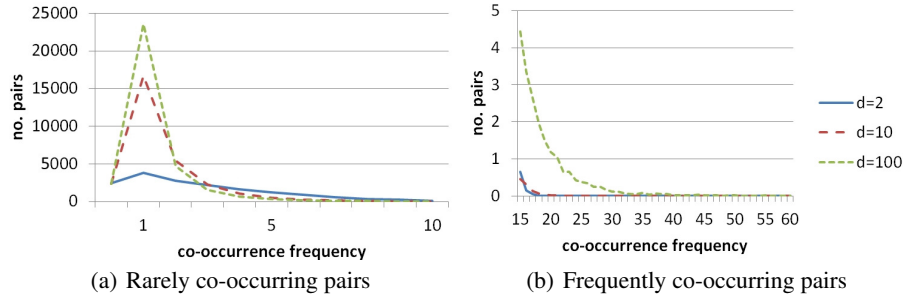 25000
20000
15000
10000
5000
0
no. pairs
1
5
10
co-occurrence frequency
(a) Rarely co-occurring pairs
5
4
3
2
1
0
no. pairs
15
20
25
30
35
40
45
50
55
60
co-occurrence frequency
(b) Frequently co-occurring pairs
d=2
d=10
d=100